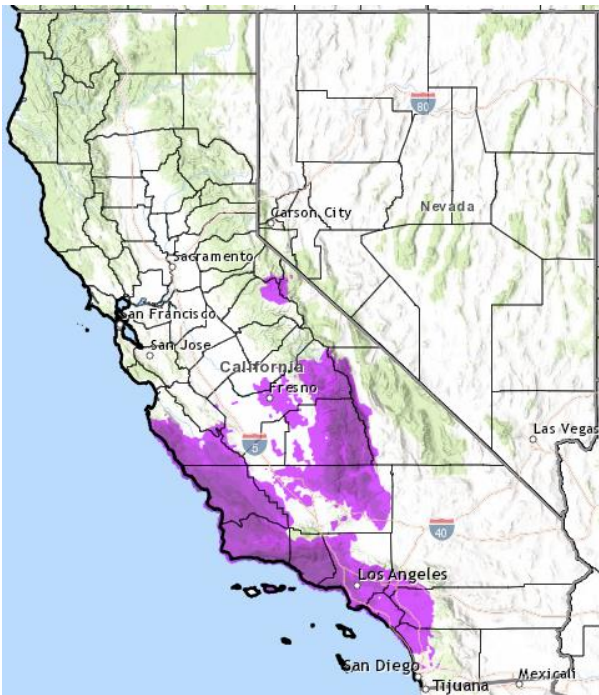 80
Carson City
Nevada
Sacramento
San Francisco
San Jose
California
Fresno
5
Las Vegas
40
Los Angeles
San Diego
Tijuana
Mexicali